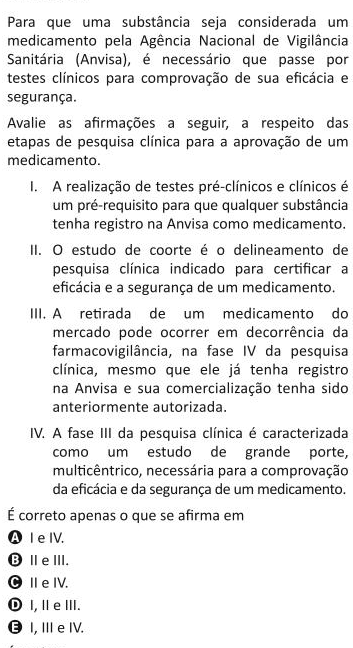 Para que uma substância seja considerada um
medicamento pela Agência Nacional de Vigilância
Sanitária (Anvisa), é necessário que passe por
testes clínicos para comprovação de sua eficácia e
segurança.
Avalie as afirmações a seguir, a respeito das
etapas de pesquisa clínica para a aprovação de um
medicamento.
I. A realização de testes pré-clínicos e clínicos é
um pré-requisito para que qualquer substância
tenha registro na Anvisa como medicamento.
II. O estudo de coorte é o delineamento de
pesquisa clínica indicado para certificar a
eficácia e a segurança de um medicamento.
III. A retirada de um medicamento do
mercado pode ocorrer em decorrência da
farmacovigilância, na fase IV da pesquisa
clínica, mesmo que ele já tenha registro
na Anvisa e sua comercialização tenha sido
anteriormente autorizada.
IV. A fase III da pesquisa clínica é caracterizada
como um estudo de grande porte,
multicêntrico, necessária para a comprovação
da eficácia e da segurança de um medicamento.
É correto apenas o que se afirma em
A I e IV.
B II e III.
C II e IV.
D I, II e III.
E I, III e IV.